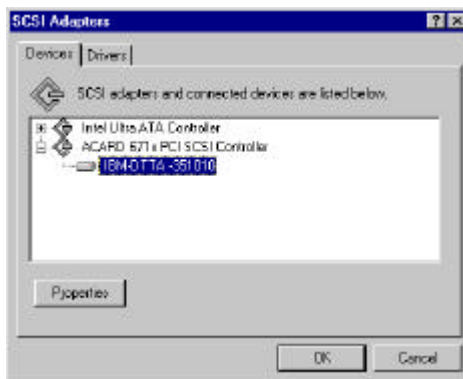 SCSI Adapters
Devices Drivers
SCSI adapters and connected devices are listed below.
Intel Ultra ATA Controller
ACARD 671x PCI SCSI Controller
IBM-DTTA -351010
Properties
OK Cancel